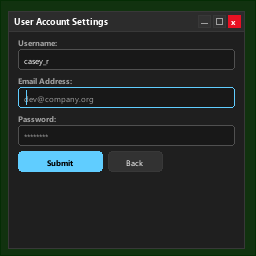 User Account Settings
Username:
casey_r
Email Address:
dev@company.org
Password:
********
Submit
Back